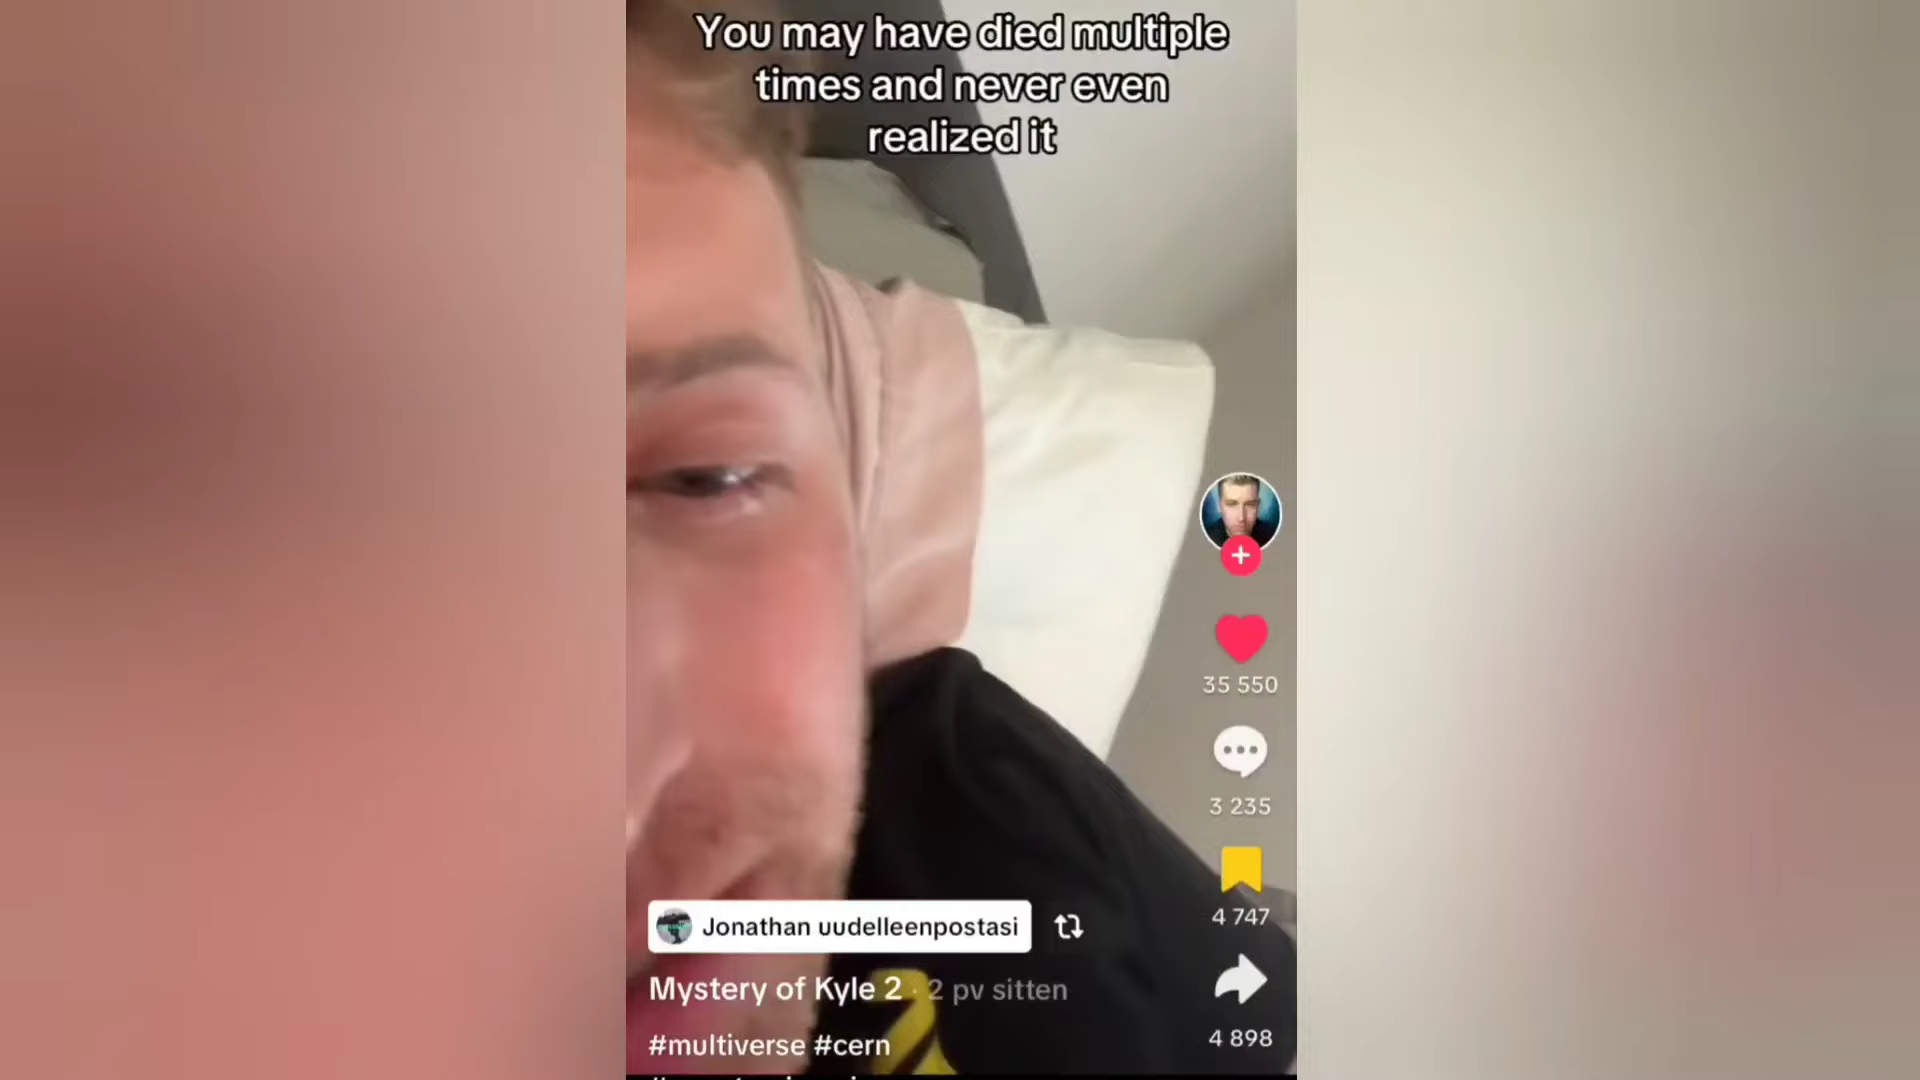 You may have died multiple
times and never even
realized it
35 550
3 235
4 747
Jonathan uudelleenpostasi
Mystery of Kyle 2 · 2 pv sitten
4 898
#multiverse #cern